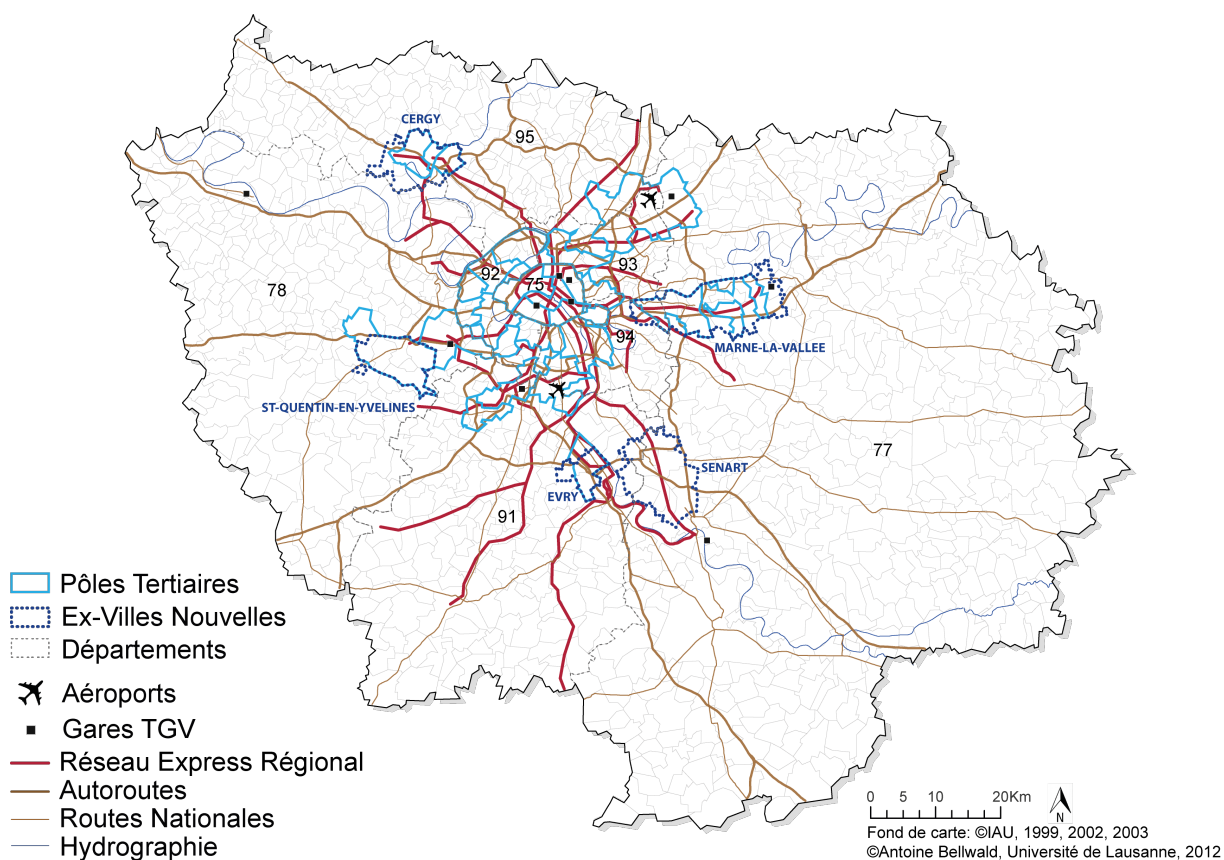 CERGY
95
92
93
78
75
94
MARNE-LA-VALLEE
ST-QUENTIN-EN-YVELINES
77
SENART
EVRY
91
Pôles Tertiaires
Ex-Villes Nouvelles
Départements
Aéroports
Gares TGV
Réseau Express Régional
Autoroutes
Routes Nationales
Hydrographie
0 5 10 20Km
N
Fond de carte: ©IAU, 1999, 2002, 2003
©Antoine Bellwald, Université de Lausanne, 2012